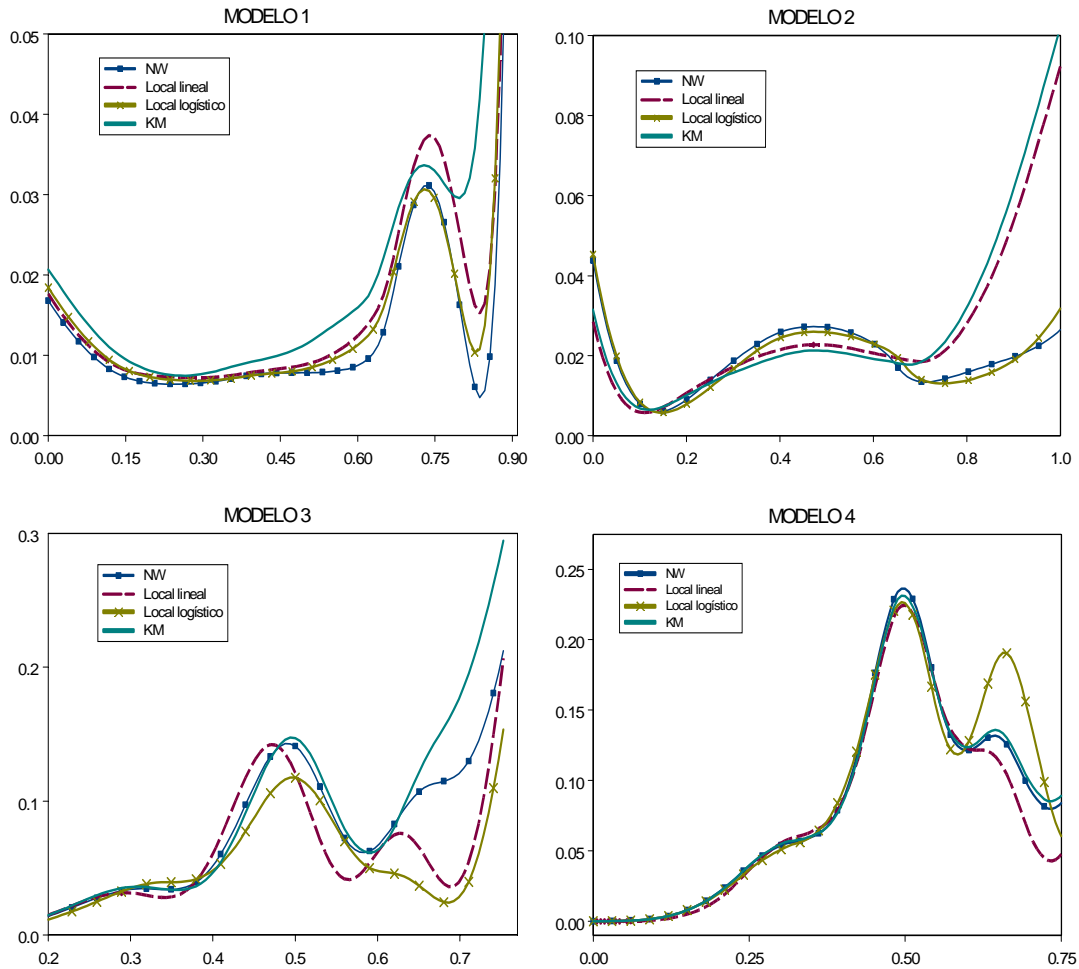 MODELO 1
0.05
0.04
0.03
0.02
0.01
0.00
NW
Local lineal
Local logístico
KM
0.00 0.15 0.30 0.45 0.60 0.75 0.90
MODELO 2
0.10
0.08
0.06
0.04
0.02
0.00
NW
Local lineal
Local logístico
KM
0.0 0.2 0.4 0.6 0.8 1.0
MODELO 3
0.3
0.2
0.1
0.0
NW
Local lineal
Local logístico
KM
0.2 0.3 0.4 0.5 0.6 0.7
MODELO 4
0.25
0.20
0.15
0.10
0.05
0.00
NW
Local lineal
Local logístico
KM
0.00 0.25 0.50 0.75